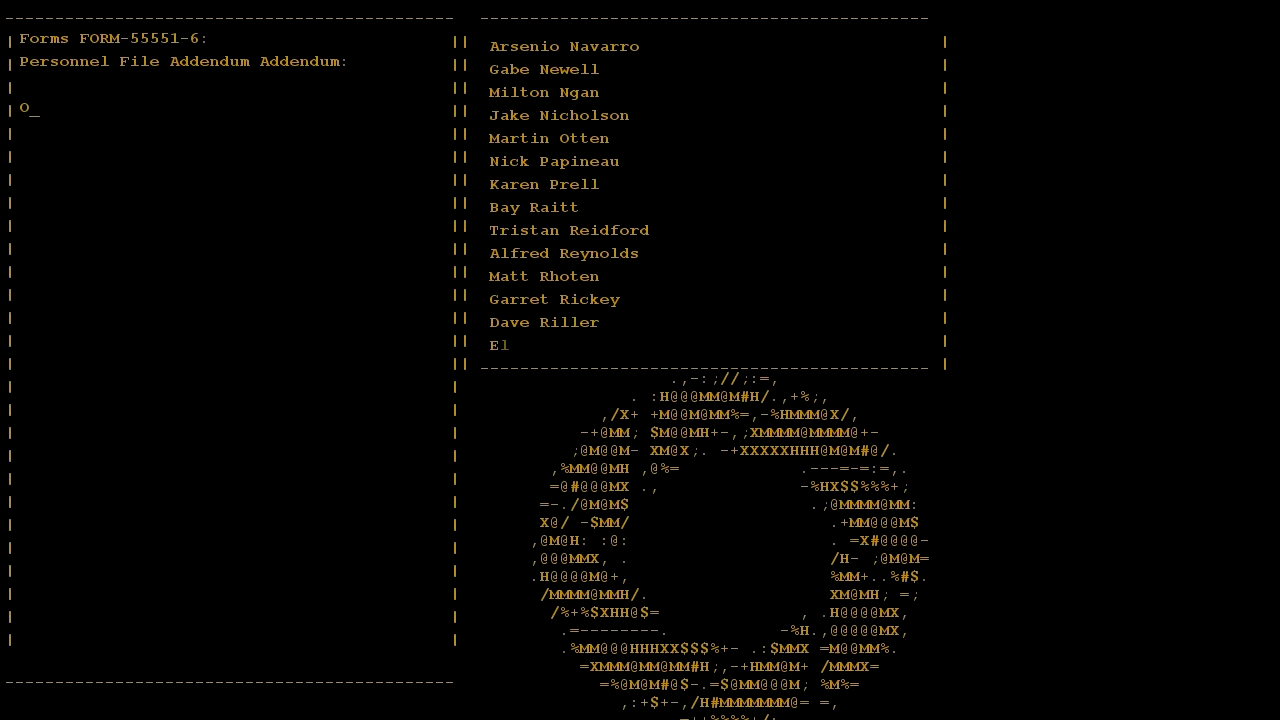 Forms FORM-55551-6:
Personnel File Addendum Addendum:
O_
Arsenio Navarro
Gabe Newell
Milton Ngan
Jake Nicholson
Martin Otten
Nick Papineau
Karen Prell
Bay Raitt
Tristan Reidford
Alfred Reynolds
Matt Rhoten
Garret Rickey
Dave Riller
El